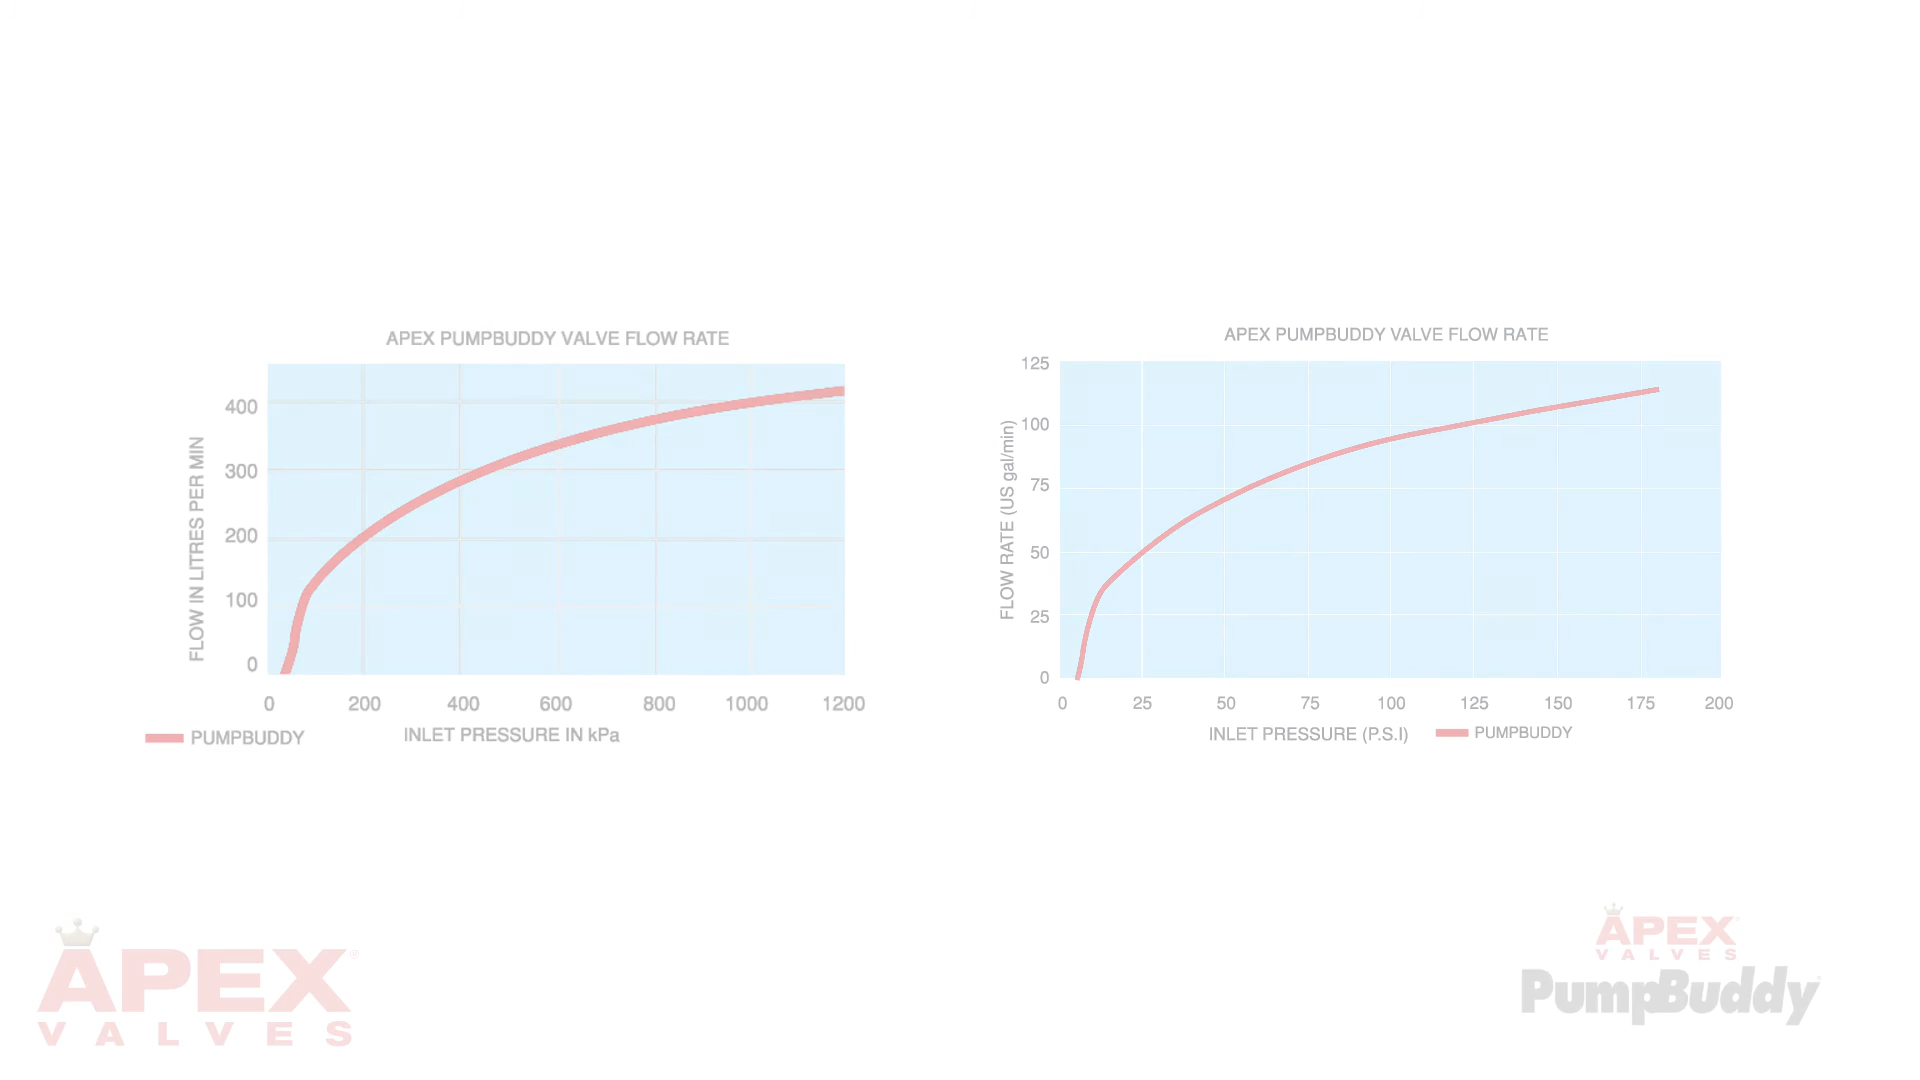 APEX PUMPBUDDY VALVE FLOW RATE
400
300
200
100
0
FLOW IN LITRES PER MIN
0 200 400 600 800 1000 1200
INLET PRESSURE IN kPa
PUMPBUDDY
APEX PUMPBUDDY VALVE FLOW RATE
125
100
75
50
25
0
FLOW RATE (US gal/min)
0 25 50 75 100 125 150 175 200
INLET PRESSURE (P.S.I)
PUMPBUDDY
APEX®
VALVES
APEX
VALVES
PumpBuddy